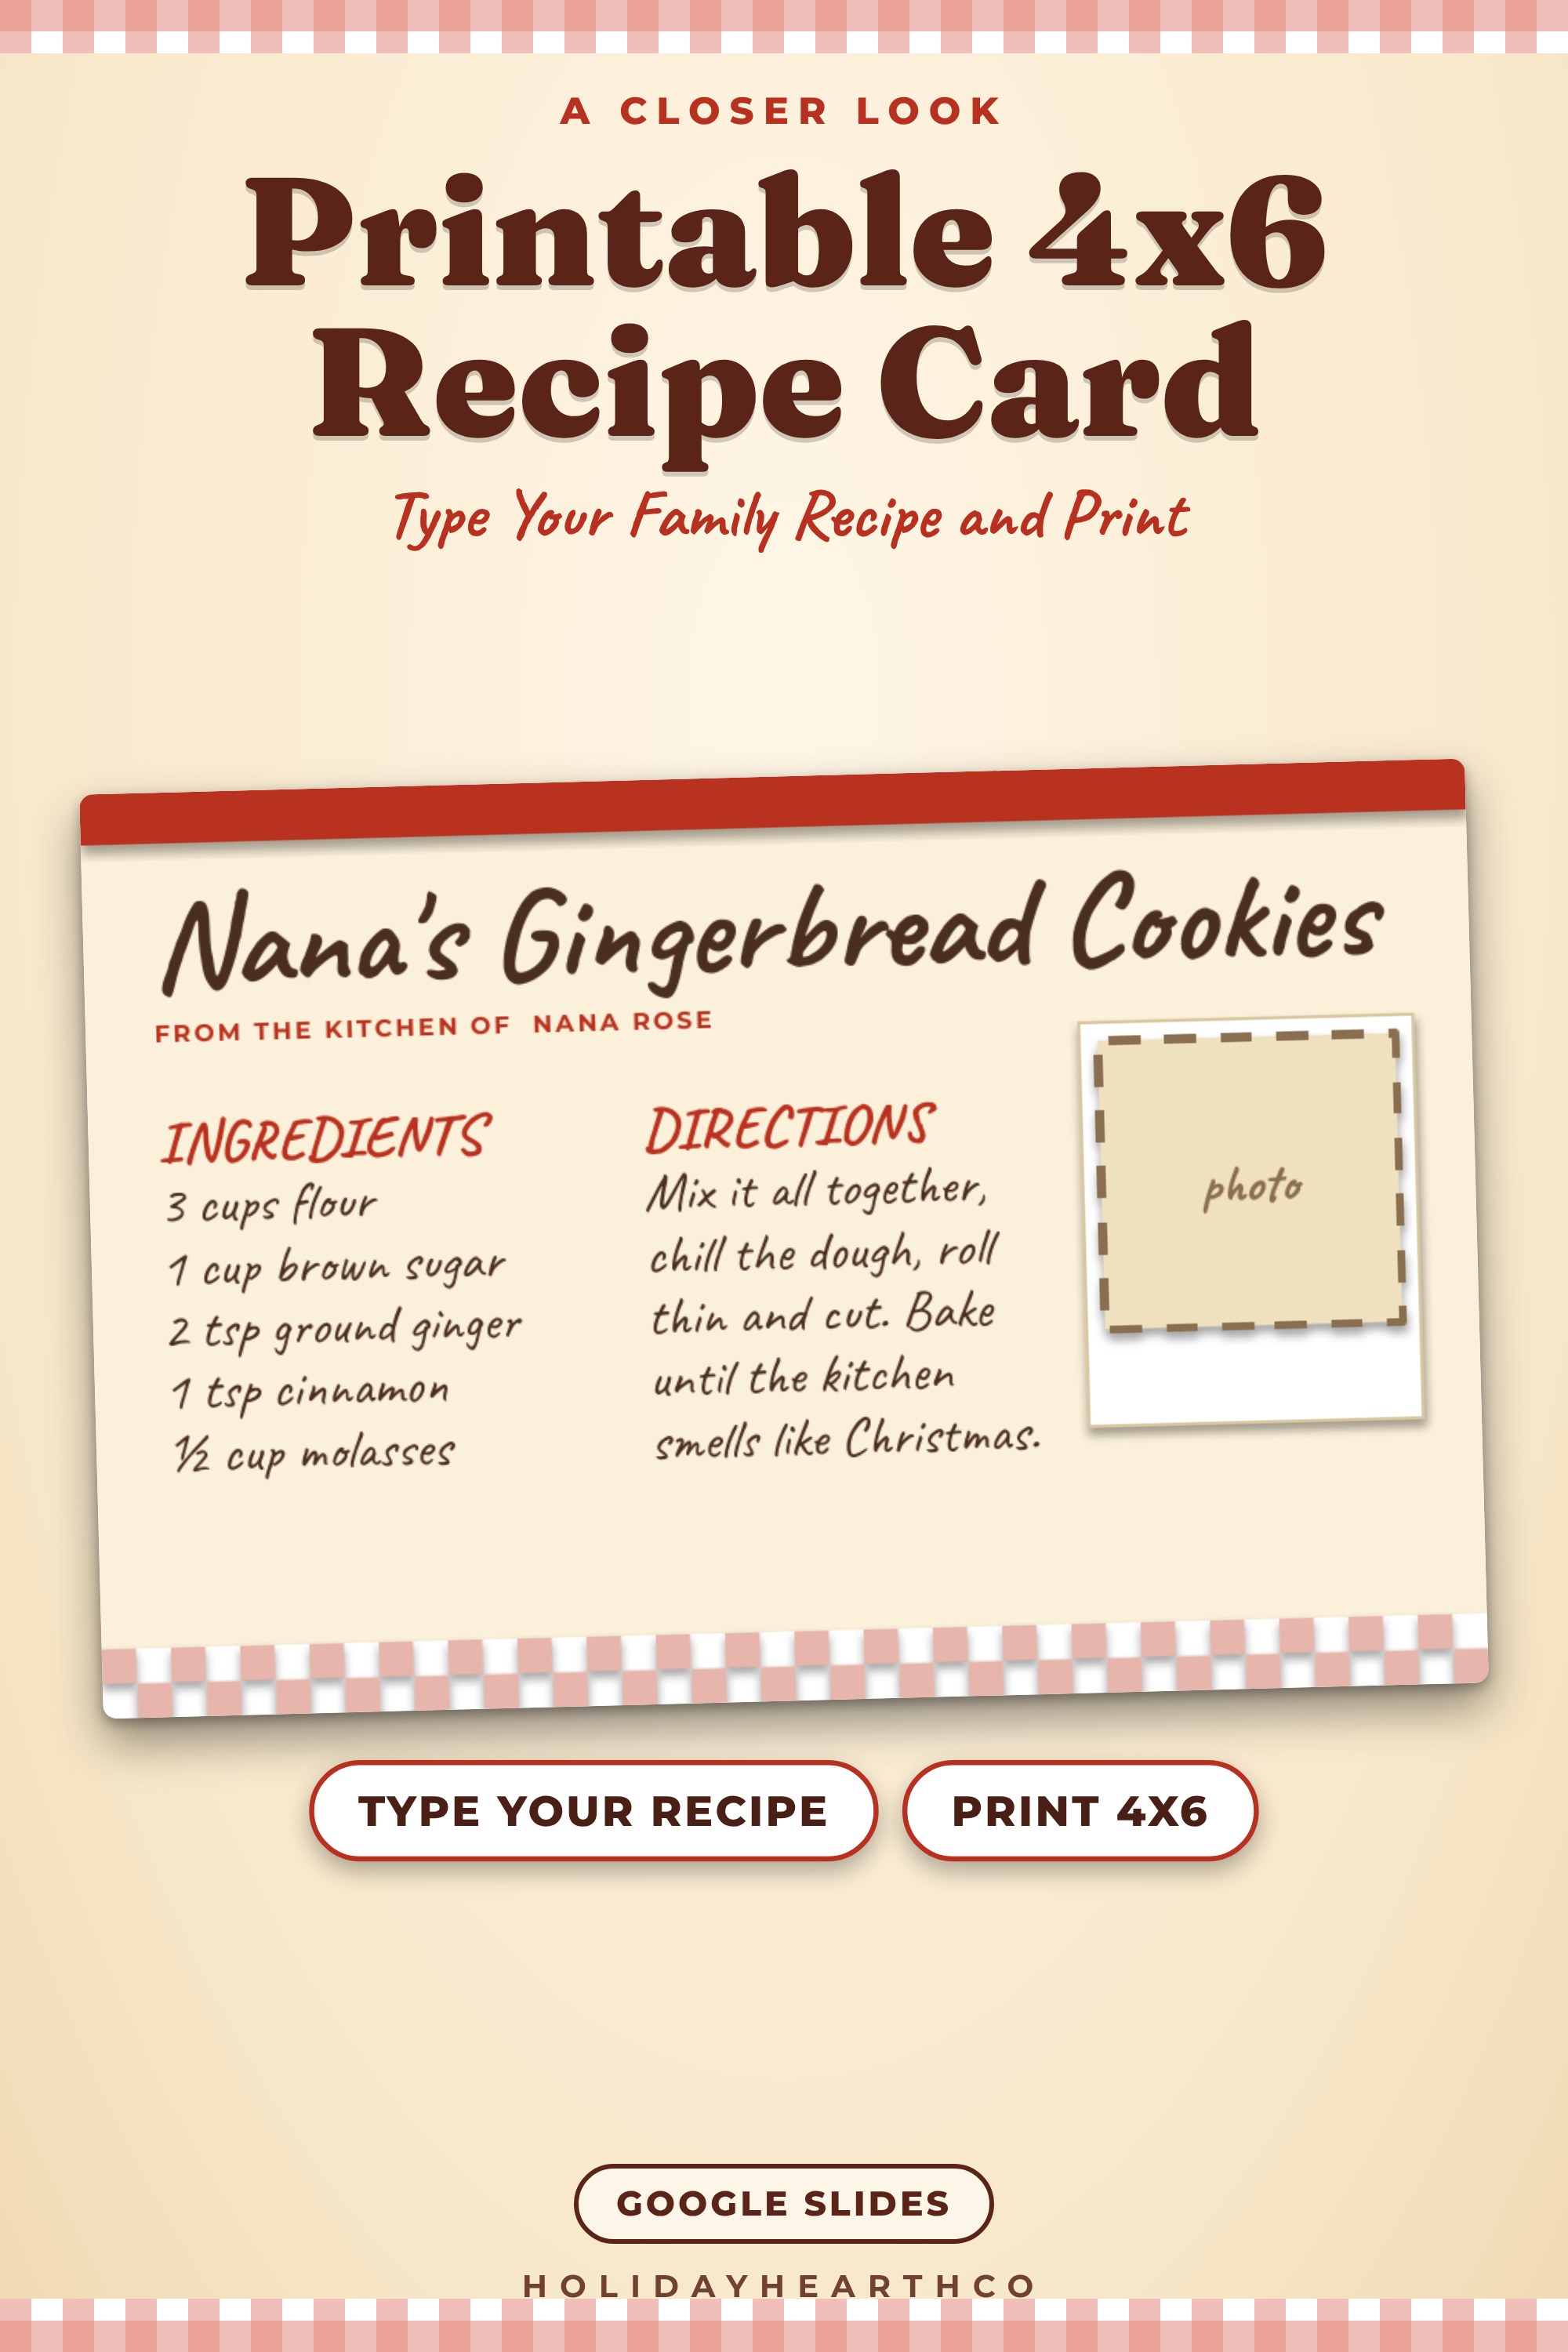 A CLOSER LOOK
Printable 4x6
Recipe Card
Type Your Family Recipe and Print
Nana's Gingerbread Cookies
FROM THE KITCHEN OF NANA ROSE
INGREDIENTS
3 cups flour
1 cup brown sugar
2 tsp ground ginger
1 tsp cinnamon
½ cup molasses
DIRECTIONS
Mix it all together,
chill the dough, roll
thin and cut. Bake
until the kitchen
smells like Christmas.
photo
TYPE YOUR RECIPE
PRINT 4X6
GOOGLE SLIDES
HOLIDAYHEARTHCO